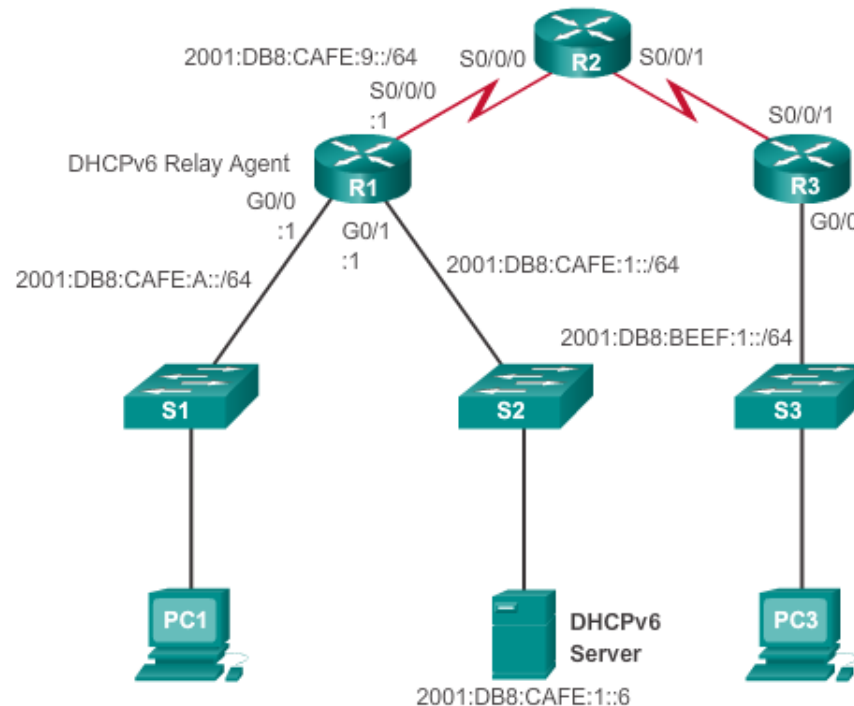 R2
2001:DB8:CAFE:9::/64
S0/0/0
S0/0/1
S0/0/0
:1
S0/0/1
DHCPv6 Relay Agent
R1
R3
G0/0
:1
G0/1
:1
G0/0
2001:DB8:CAFE:A::/64
2001:DB8:CAFE:1::/64
2001:DB8:BEEF:1::/64
S1
S2
S3
PC1
DHCPv6
Server
PC3
2001:DB8:CAFE:1::6